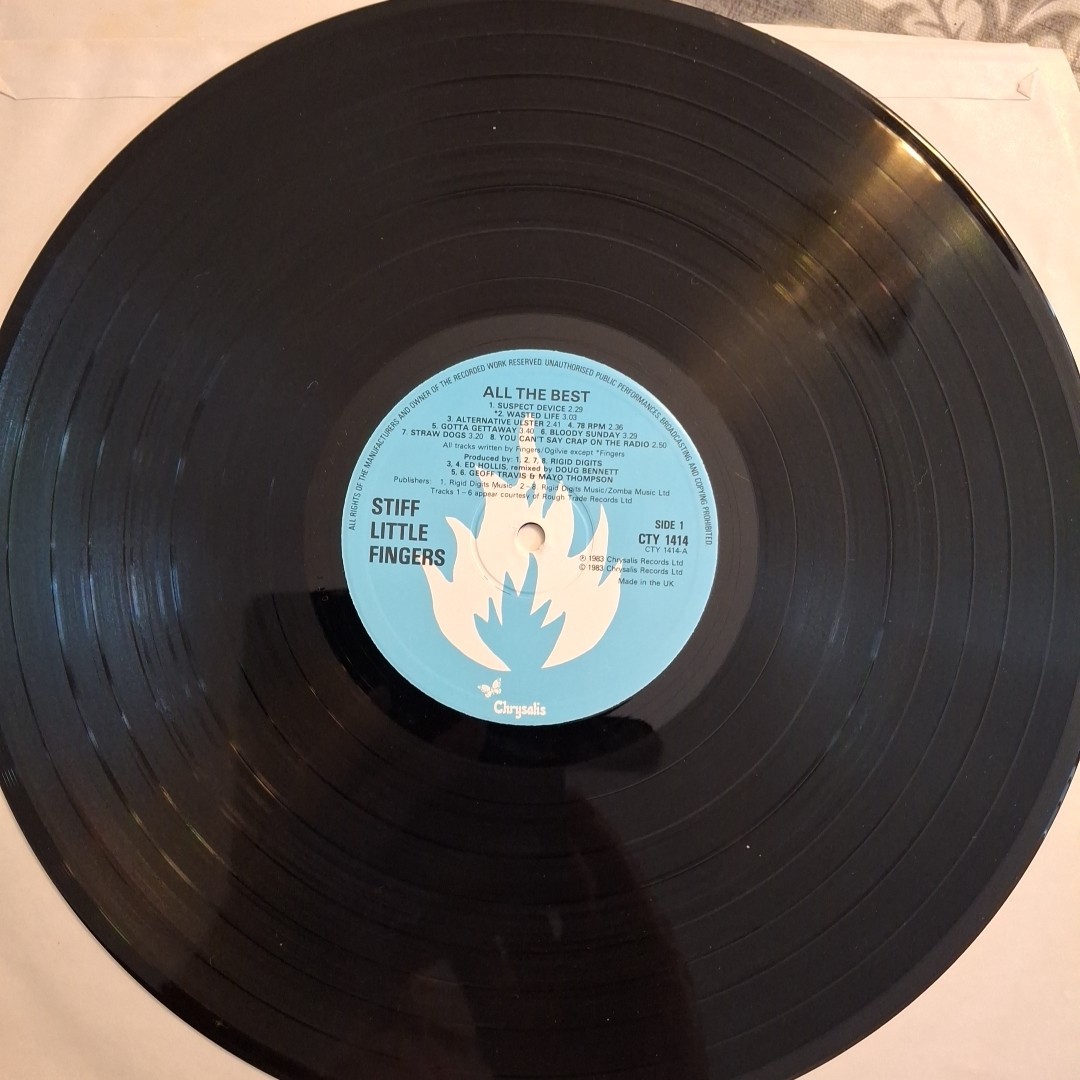 ALL RIGHTS OF THE MANUFACTURERS AND OWNER OF THE RECORDED WORK RESERVED. UNAUTHORISED PUBLIC PERFORMANCES BROADCASTING AND COPYING PROHIBITED
ALL THE BEST
1. SUSPECT DEVICE 2.29
*2. WASTED LIFE 3.03
3. ALTERNATIVE ULSTER 2.41 4. 78 RPM 2.36
5. GOTTA GETTAWAY 3.40 6. BLOODY SUNDAY 3.29
7. STRAW DOGS 3.20 8. YOU CAN'T SAY CRAP ON THE RADIO 2.50
All tracks written by Fingers/Ogilvie except *Fingers
Produced by: 1, 2, 7, 8. RIGID DIGITS
3, 4. ED HOLLIS, remixed by DOUG BENNETT
5, 6. GEOFF TRAVIS & MAYO THOMPSON
Publishers: 1. Rigid Digits Music 2–8. Rigid Digits Music/Zomba Music Ltd
Tracks 1–6 appear courtesy of Rough Trade Records Ltd
STIFF
LITTLE
FINGERS
SIDE 1
CTY 1414
CTY 1414-A
℗ 1983 Chrysalis Records Ltd
© 1983 Chrysalis Records Ltd
Made in the UK
Chrysalis